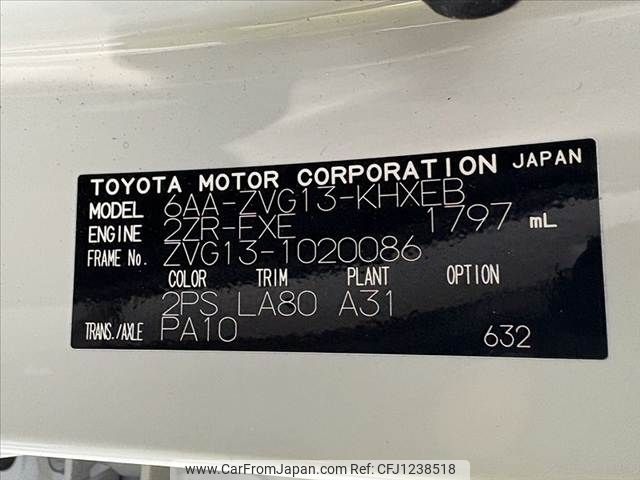 TOYOTA MOTOR CORPORATION JAPAN
MODEL 6AA-ZVG13-KHXEB
ENGINE 2ZR-EXE 1797 mL
FRAME No. ZVG13-1020086
COLOR TRIM PLANT OPTION
2PS LA80 A31
TRANS./AXLE PA10 632
www.CarFromJapan.com - CFJ1238518